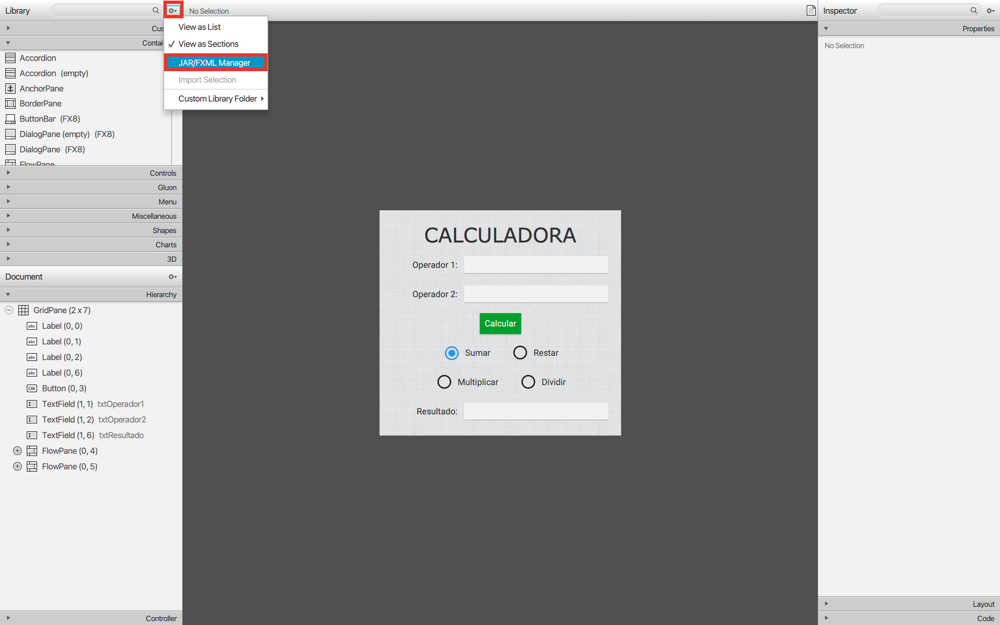 Library
No Selection
Inspector
View as List
View as Sections
JAR/FXML Manager
Import Selection
Custom Library Folder
Cus
Contai
Accordion
Accordion (empty)
AnchorPane
BorderPane
ButtonBar (FX8)
DialogPane (empty) (FX8)
DialogPane (FX8)
FlowPane
Controls
Gluon
Menu
Miscellaneous
Shapes
Charts
3D
Document
Hierarchy
GridPane (2 x 7)
abc Label (0, 0)
abc Label (0, 1)
abc Label (0, 2)
abc Label (0, 6)
OK Button (0, 3)
TextField (1, 1) txtOperador1
TextField (1, 2) txtOperador2
TextField (1, 6) txtResultado
FlowPane (0, 4)
FlowPane (0, 5)
Controller
CALCULADORA
Operador 1:
Operador 2:
Calcular
Sumar Restar
Multiplicar Dividir
Resultado:
Properties
No Selection
Layout
Code